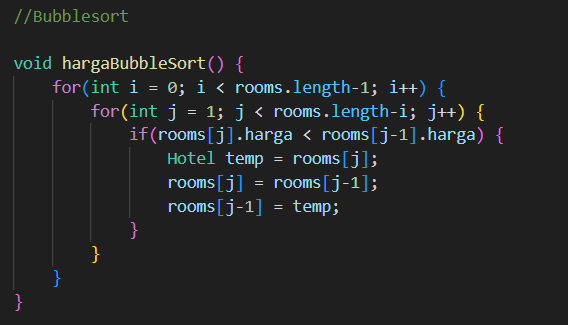 //Bubblesort
void hargaBubbleSort() {
for(int i = 0; i < rooms.length-1; i++) {
for(int j = 1; j < rooms.length-i; j++) {
if(rooms[j].harga < rooms[j-1].harga) {
Hotel temp = rooms[j];
rooms[j] = rooms[j-1];
rooms[j-1] = temp;
}
}
}
}